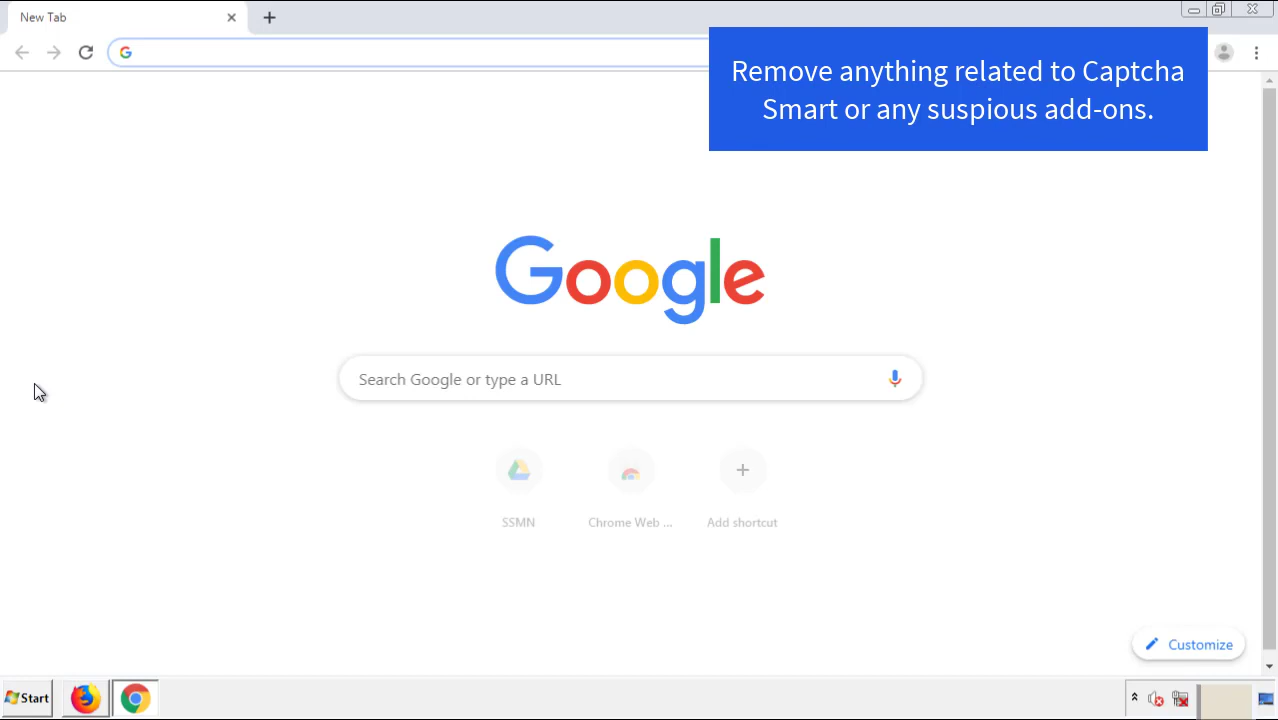 New Tab
Remove anything related to Captcha
Smart or any suspious add-ons.
Google
Search Google or type a URL
SSMN
Chrome Web ...
Add shortcut
Customize
Start